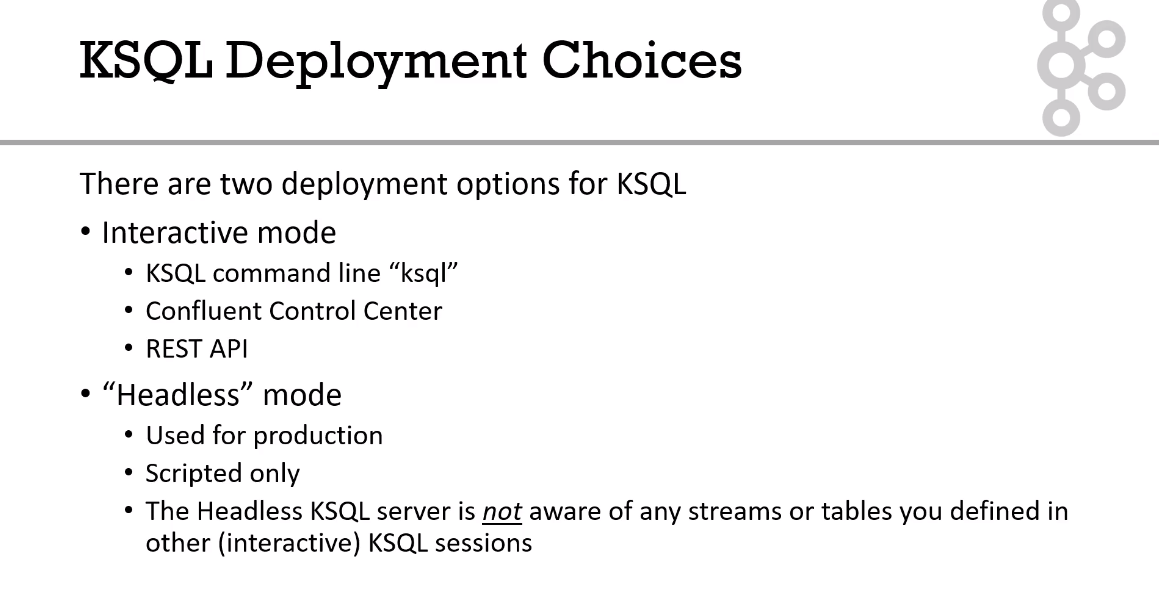 KSQL Deployment Choices
There are two deployment options for KSQL
• Interactive mode
• KSQL command line “ksql”
• Confluent Control Center
• REST API
• “Headless” mode
• Used for production
• Scripted only
• The Headless KSQL server is not aware of any streams or tables you defined in
other (interactive) KSQL sessions